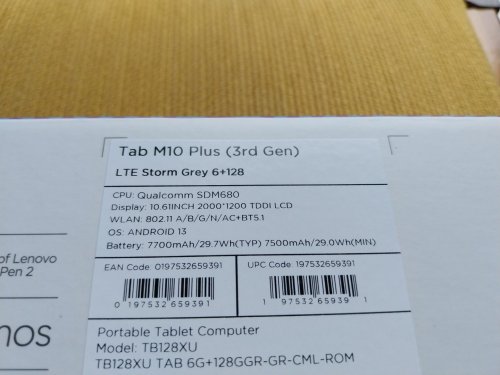 Tab M10 Plus (3rd Gen)
LTE Storm Grey 6+128
CPU: Qualcomm SDM680
Display: 10.61INCH 2000*1200 TDDI LCD
WLAN: 802.11 A/B/G/N/AC+BT5.1
OS: ANDROID 13
Battery: 7700mAh/29.7Wh(TYP) 7500mAh/29.0Wh(MIN)
of Lenovo
Pen 2
EAN Code: 0197532659391
UPC Code: 197532659391
0 197532 659391
1 97532 65939 1
Portable Tablet Computer
Model: TB128XU
TB128XU TAB 6G+128GGR-GR-CML-ROM